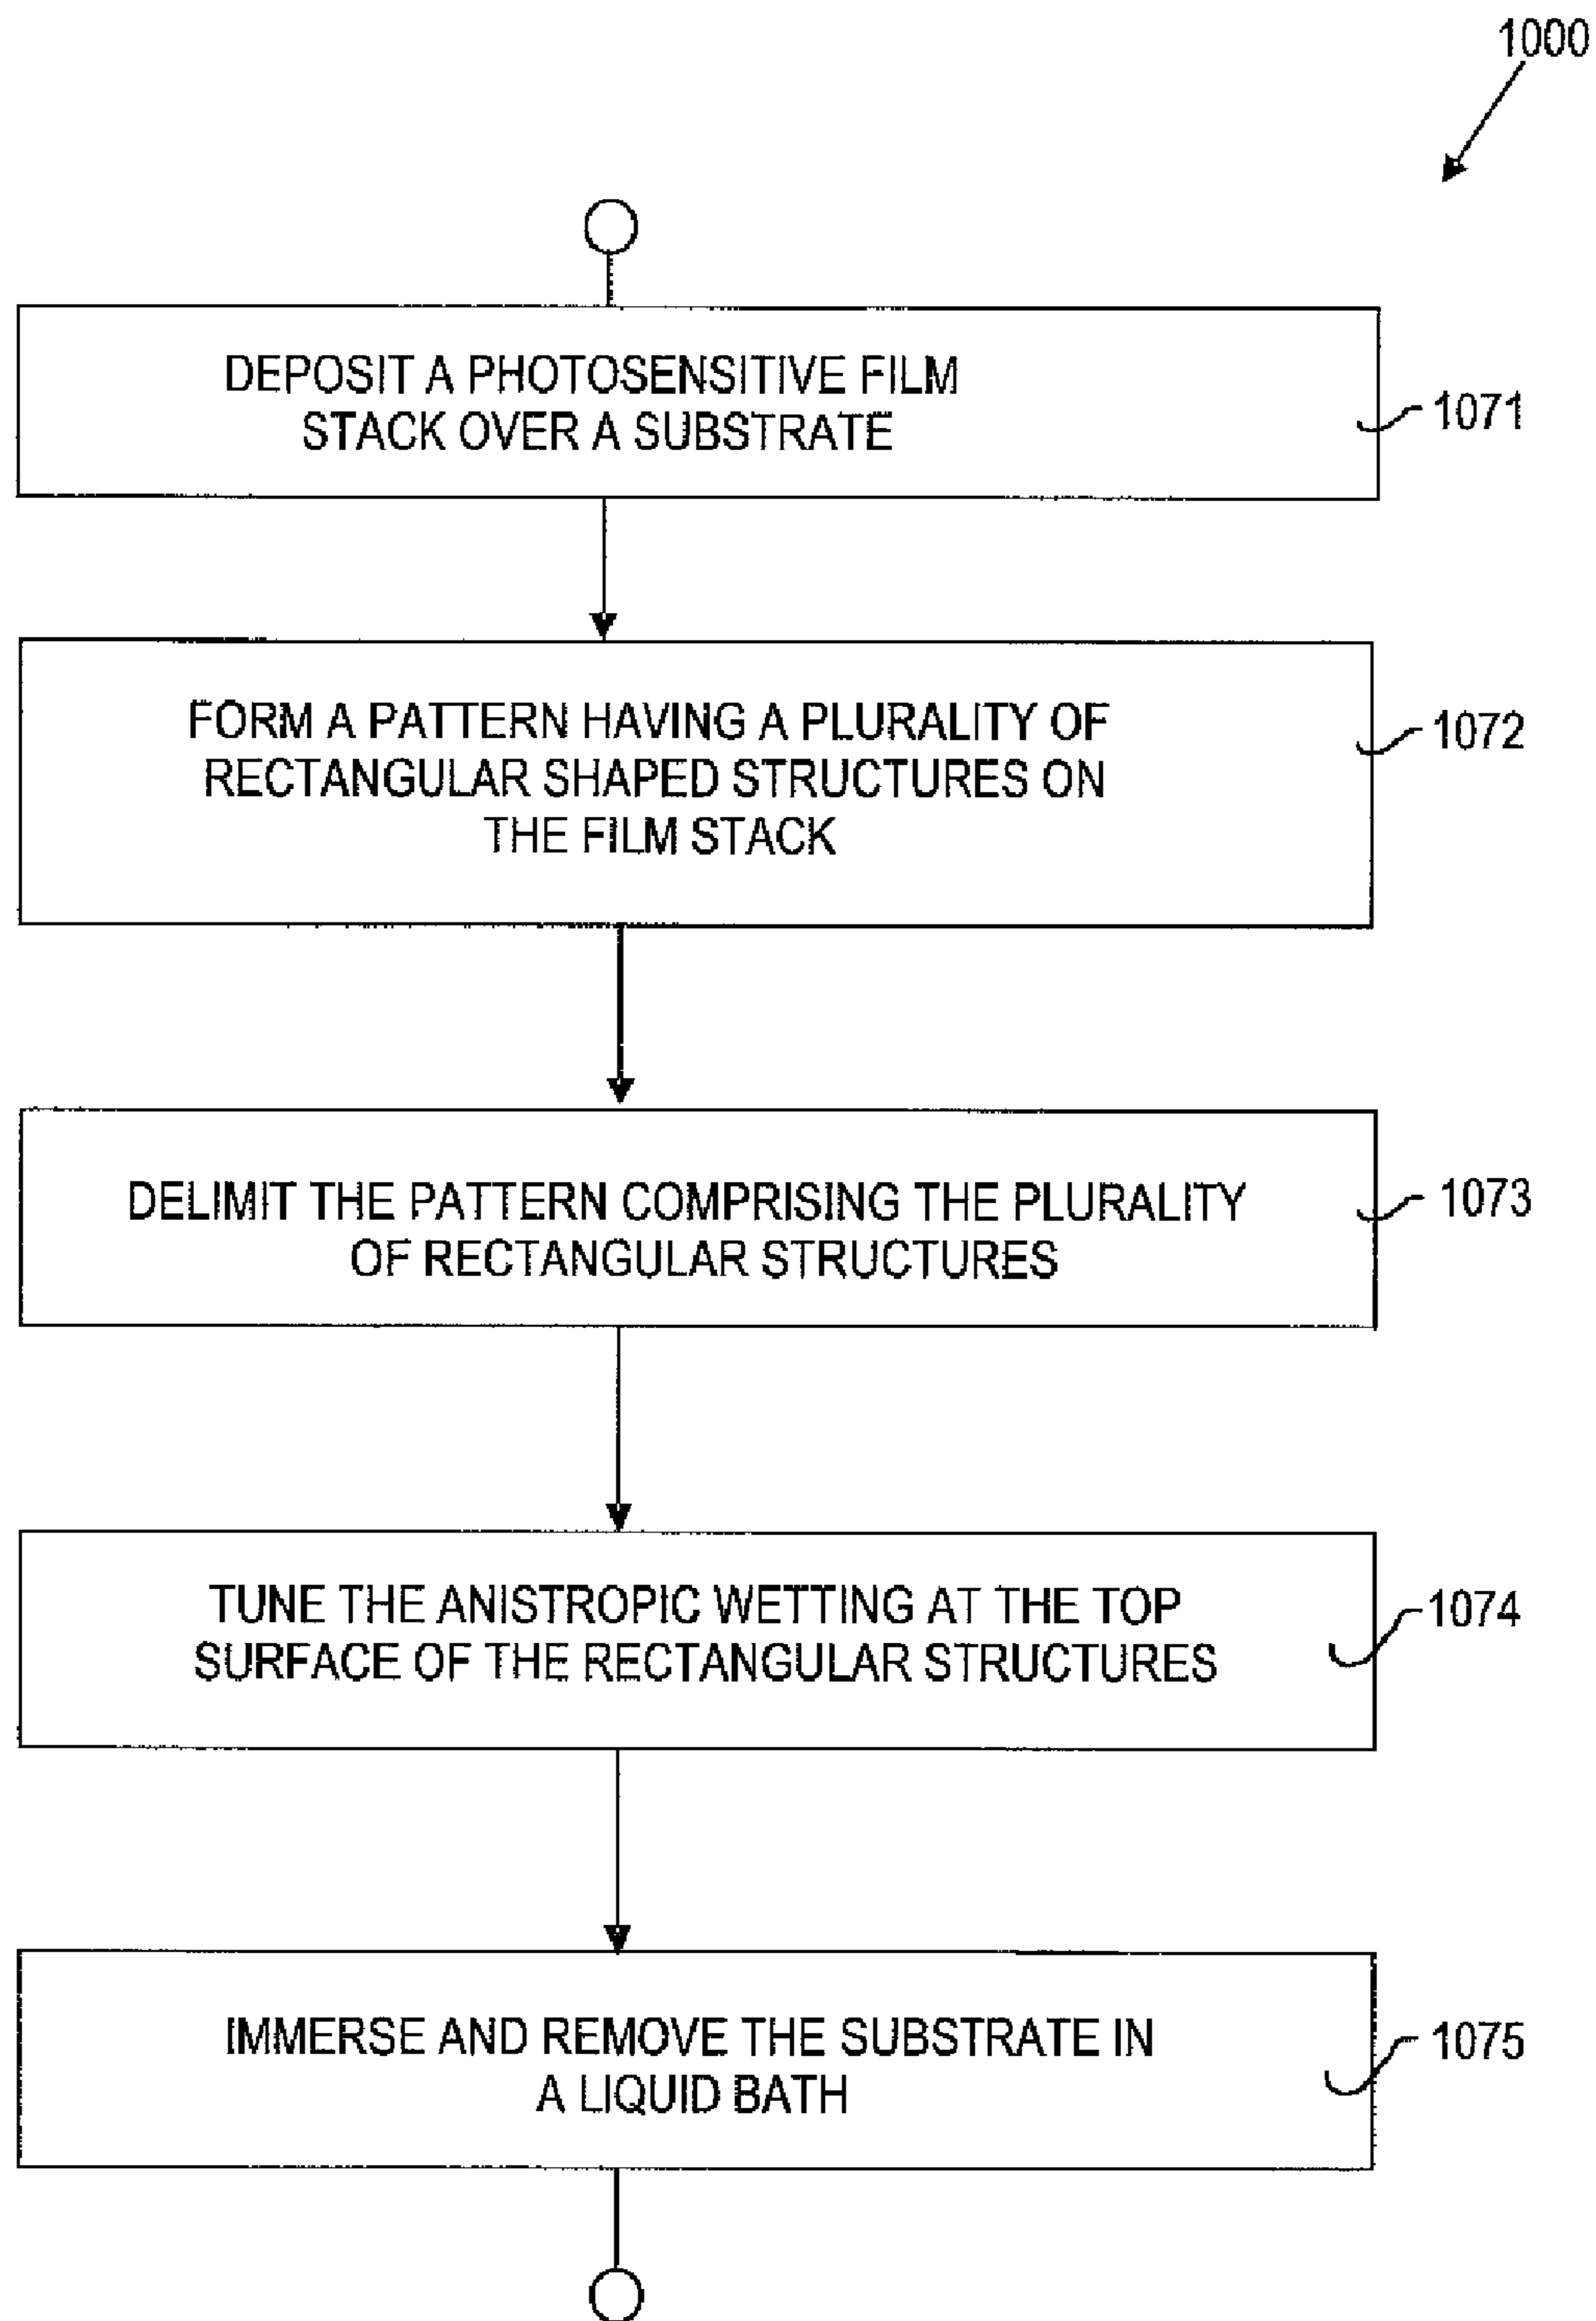 1000
DEPOSIT A PHOTOSENSITIVE FILM
STACK OVER A SUBSTRATE
1071
FORM A PATTERN HAVING A PLURALITY OF
RECTANGULAR SHAPED STRUCTURES ON
THE FILM STACK
1072
DELIMIT THE PATTERN COMPRISING THE PLURALITY
OF RECTANGULAR STRUCTURES
1073
TUNE THE ANISTROPIC WETTING AT THE TOP
SURFACE OF THE RECTANGULAR STRUCTURES
1074
IMMERSE AND REMOVE THE SUBSTRATE IN
A LIQUID BATH
1075